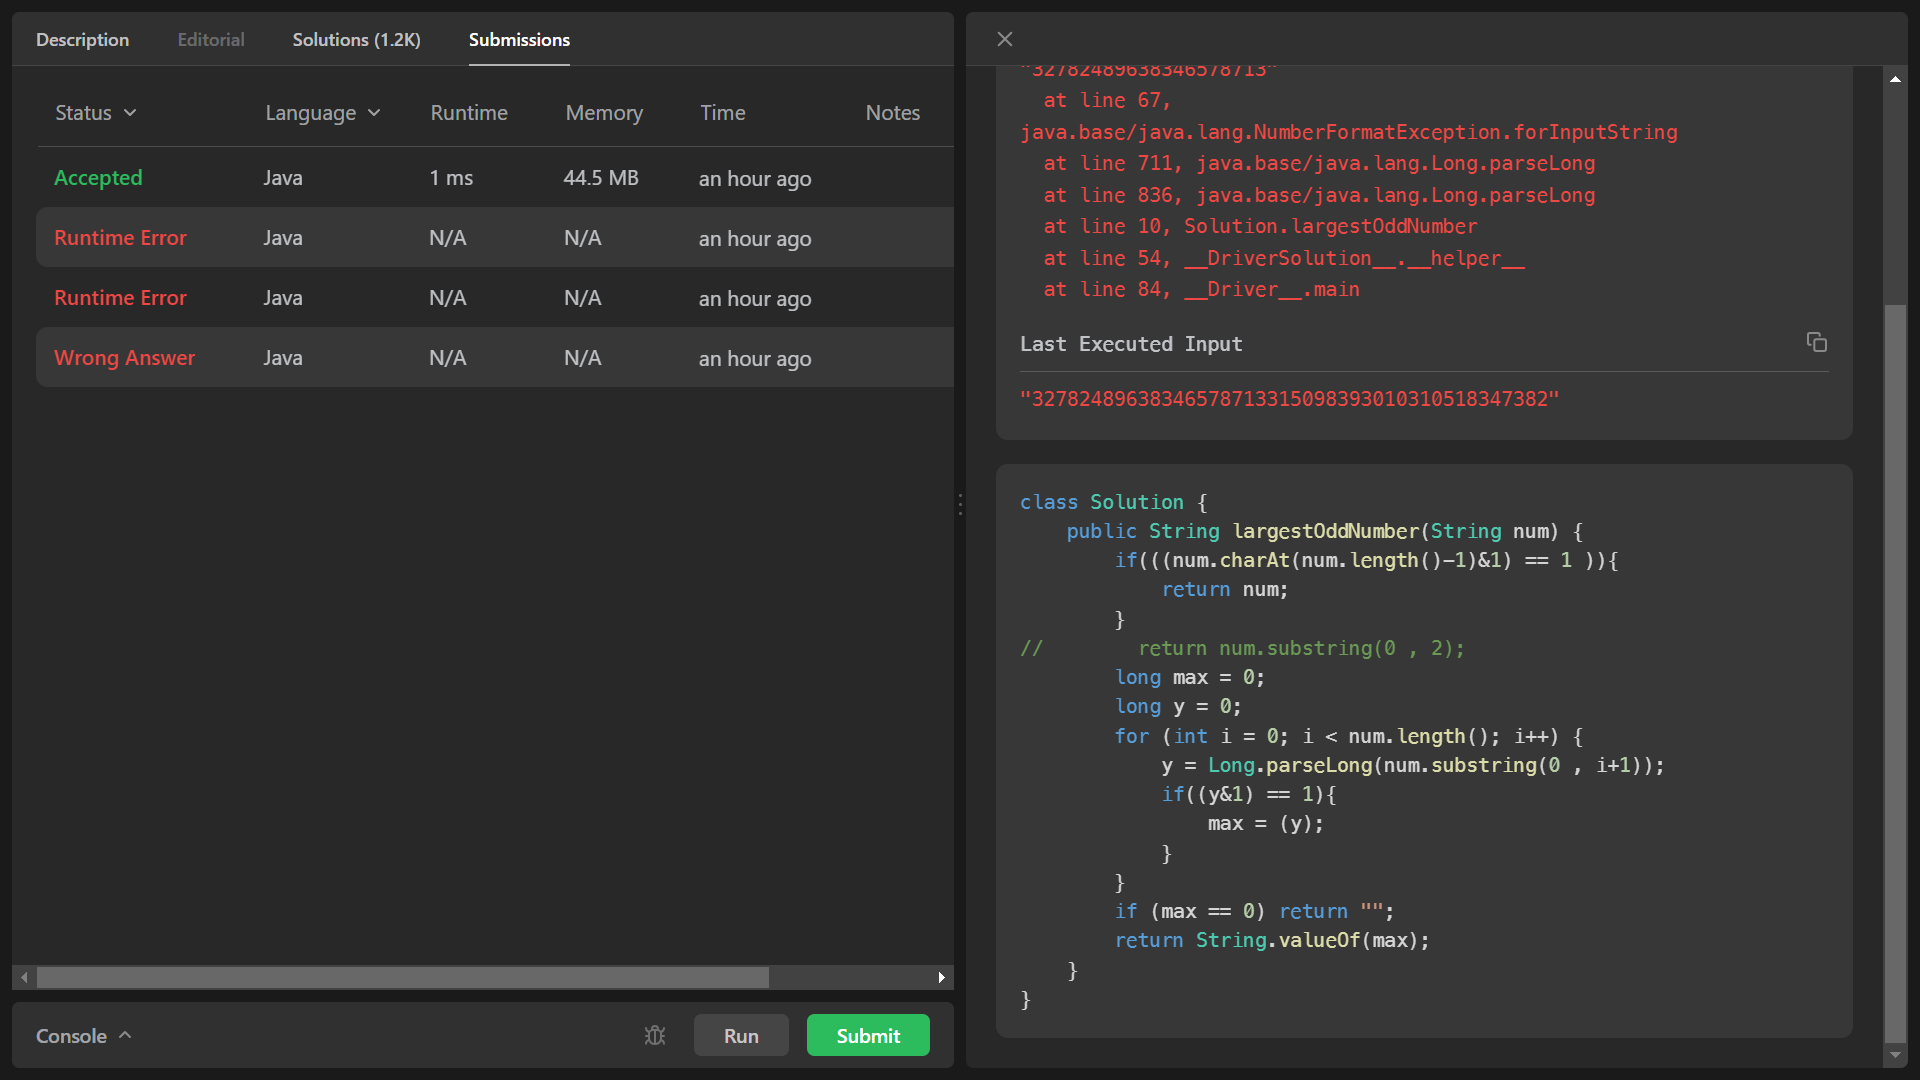 Description Editorial Solutions (1.2K) Submissions
Status Language Runtime Memory Time Notes
Accepted Java 1 ms 44.5 MB an hour ago
Runtime Error Java N/A N/A an hour ago
Runtime Error Java N/A N/A an hour ago
Wrong Answer Java N/A N/A an hour ago
Console Run Submit
"32782489638346578713"
at line 67,
java.base/java.lang.NumberFormatException.forInputString
at line 711, java.base/java.lang.Long.parseLong
at line 836, java.base/java.lang.Long.parseLong
at line 10, Solution.largestOddNumber
at line 54, __DriverSolution__.__helper__
at line 84, __Driver__.main
Last Executed Input
"327824896383465787133150983930103105183473​82"
class Solution {
    public String largestOddNumber(String num) {
        if(((num.charAt(num.length()-1)&1) == 1 )){
            return num;
        }
//        return num.substring(0 , 2);
        long max = 0;
        long y = 0;
        for (int i = 0; i < num.length(); i++) {
            y = Long.parseLong(num.substring(0 , i+1));
            if((y&1) == 1){
                max = (y);
            }
        }
        if (max == 0) return "";
        return String.valueOf(max);
    }
}